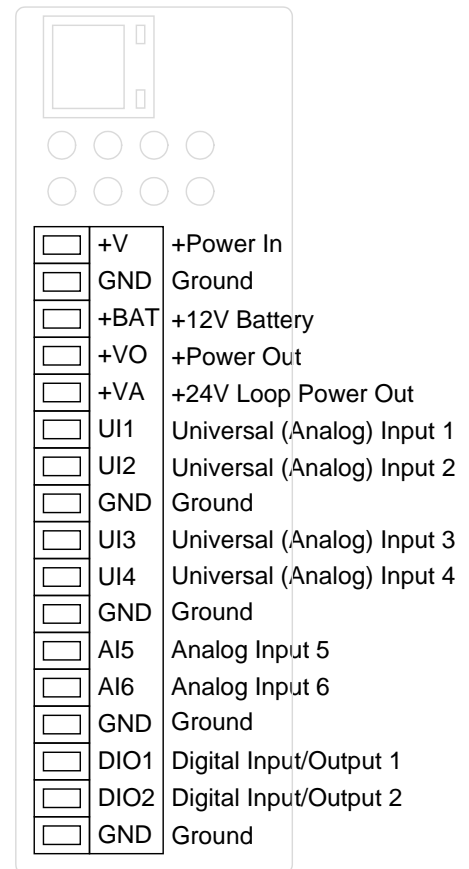 +V +Power In
GND Ground
+BAT +12V Battery
+VO +Power Out
+VA +24V Loop Power Out
UI1 Universal (Analog) Input 1
UI2 Universal (Analog) Input 2
GND Ground
UI3 Universal (Analog) Input 3
UI4 Universal (Analog) Input 4
GND Ground
AI5 Analog Input 5
AI6 Analog Input 6
GND Ground
DIO1 Digital Input/Output 1
DIO2 Digital Input/Output 2
GND Ground